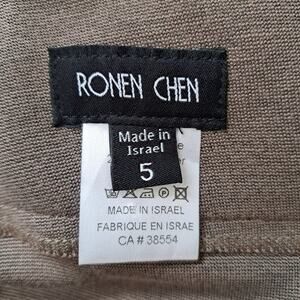 RONEN CHEN
Made in
Israel
5
MADE IN ISRAEL
FABRIQUE EN ISRAE
CA # 38554